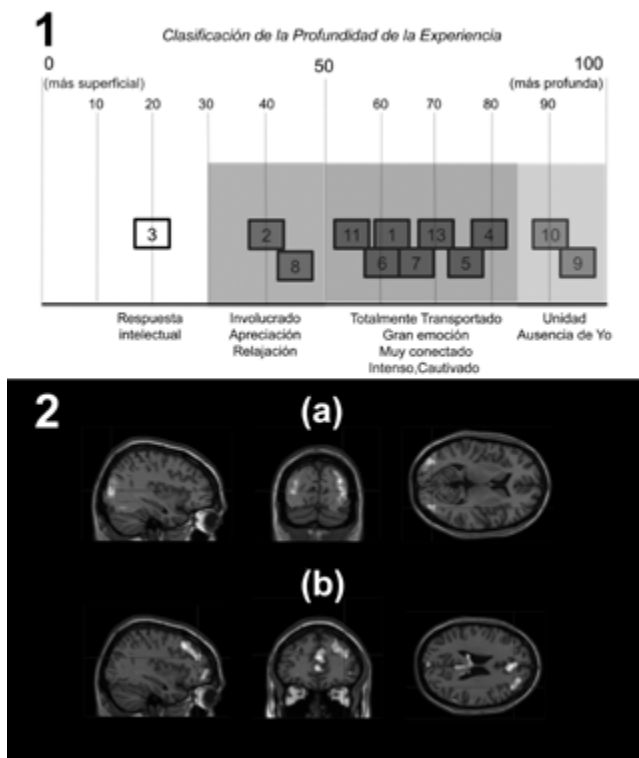 1
Clasificación de la Profundidad de la Experiencia
0 50 100
(más superficial) (más profunda)
10 20 30 40 60 70 80 90
3 2 11 1 13 4 10
8 6 7 5 9
Respuesta Involucrado Totalmente Transportado Unidad
intelectual Apreciación Gran emoción Ausencia de Yo
Relajación Muy conectado
Intenso,Cautivado
2
(a)
(b)